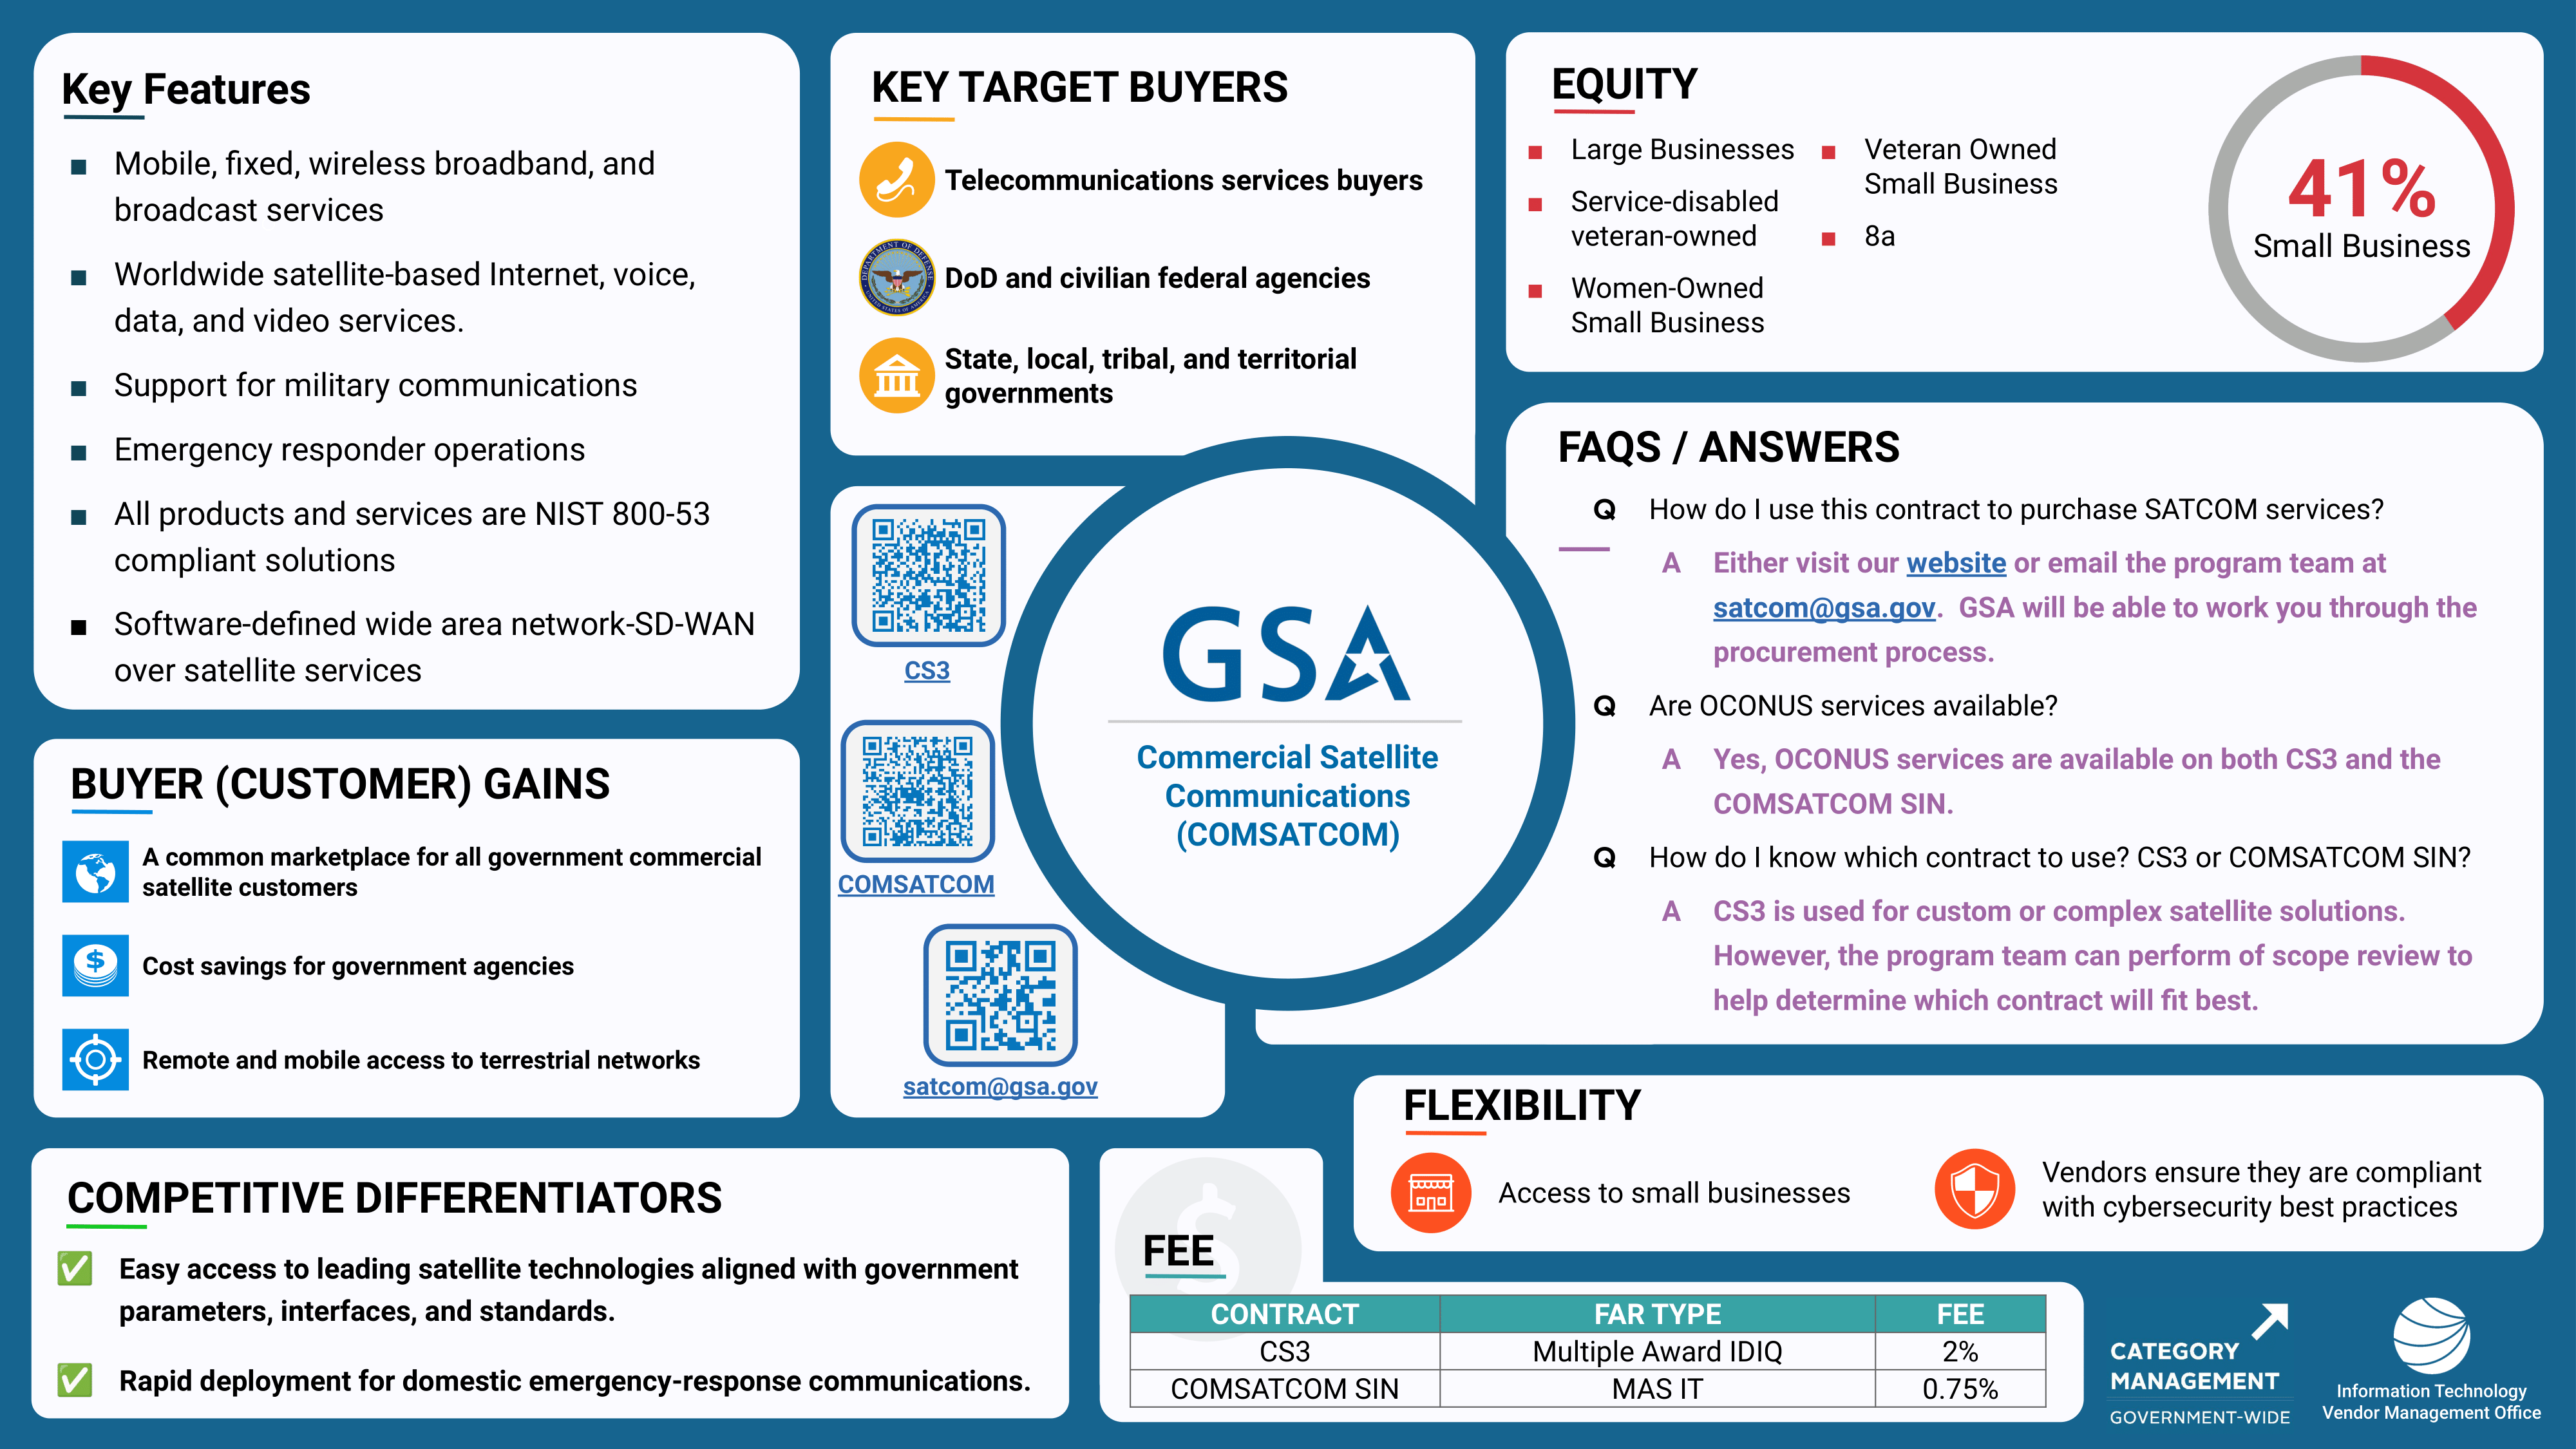 Key Features
Mobile, fixed, wireless broadband, and
broadcast services
Worldwide satellite-based Internet, voice,
data, and video services.
Support for military communications
Emergency responder operations
All products and services are NIST 800-53
compliant solutions
Software-defined wide area network-SD-WAN
over satellite services
BUYER (CUSTOMER) GAINS
A common marketplace for all government commercial
satellite customers
Cost savings for government agencies
Remote and mobile access to terrestrial networks
COMPETITIVE DIFFERENTIATORS
Easy access to leading satellite technologies aligned with government
parameters, interfaces, and standards.
Rapid deployment for domestic emergency-response communications.
KEY TARGET BUYERS
Telecommunications services buyers
DEPARTMENT OF DEFENSE
UNITED STATES OF AMERICA
DoD and civilian federal agencies
State, local, tribal, and territorial
governments
CS3
COMSATCOM
satcom@gsa.gov
GSA
Commercial Satellite
Communications
(COMSATCOM)
EQUITY
Large Businesses
Service-disabled
veteran-owned
Women-Owned
Small Business
Veteran Owned
Small Business
8a
41%
Small Business
FAQS / ANSWERS
Q How do I use this contract to purchase SATCOM services?
A Either visit our website or email the program team at
satcom@gsa.gov. GSA will be able to work you through the
procurement process.
Q Are OCONUS services available?
A Yes, OCONUS services are available on both CS3 and the
COMSATCOM SIN.
Q How do I know which contract to use? CS3 or COMSATCOM SIN?
A CS3 is used for custom or complex satellite solutions.
However, the program team can perform of scope review to
help determine which contract will fit best.
FLEXIBILITY
Access to small businesses
Vendors ensure they are compliant
with cybersecurity best practices
$
FEE
CONTRACT FAR TYPE FEE
CS3 Multiple Award IDIQ 2%
COMSATCOM SIN MAS IT 0.75%
CATEGORY
MANAGEMENT
GOVERNMENT-WIDE
Information Technology
Vendor Management Office